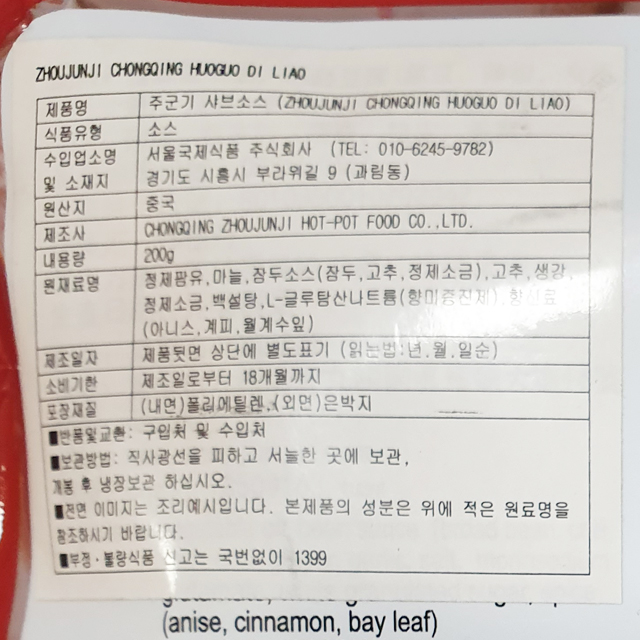 ZHOUJUNJI CHONGQING HUOGUO DI LIAO
제품명 주군기 샤브소스 (ZHOUJUNJI CHONGQING HUOGUO DI LIAO)
식품유형 소스
수입업소명 서울국제식품 주식회사 (TEL: 010-6245-9782)
및 소재지 경기도 시흥시 부라위길 9 (과림동)
원산지 중국
제조사 CHONGQING ZHOUJUNJI HOT-POT FOOD CO.,LTD.
내용량 200g
원재료명 정제팜유,마늘,잠두소스(잠두,고추,정제소금),고추,생강,
정제소금,백설탕,L-글루탐산나트륨(향미증진제),향신료
(아니스,계피,월계수잎)
제조일자 제품뒷면 상단에 별도표기 (읽는법:년.월.일순)
소비기한 제조일로부터 18개월까지
포장재질 (내면)폴리에틸렌,(외면)은박지
■반품및교환: 구입처 및 수입처
■보관방법: 직사광선을 피하고 서늘한 곳에 보관,
개봉 후 냉장보관 하십시오.
■전면 이미지는 조리예시입니다. 본제품의 성분은 위에 적은 원료명을
참조하시기 바랍니다.
■부정·불량식품 신고는 국번없이 1399
(anise, cinnamon, bay leaf)